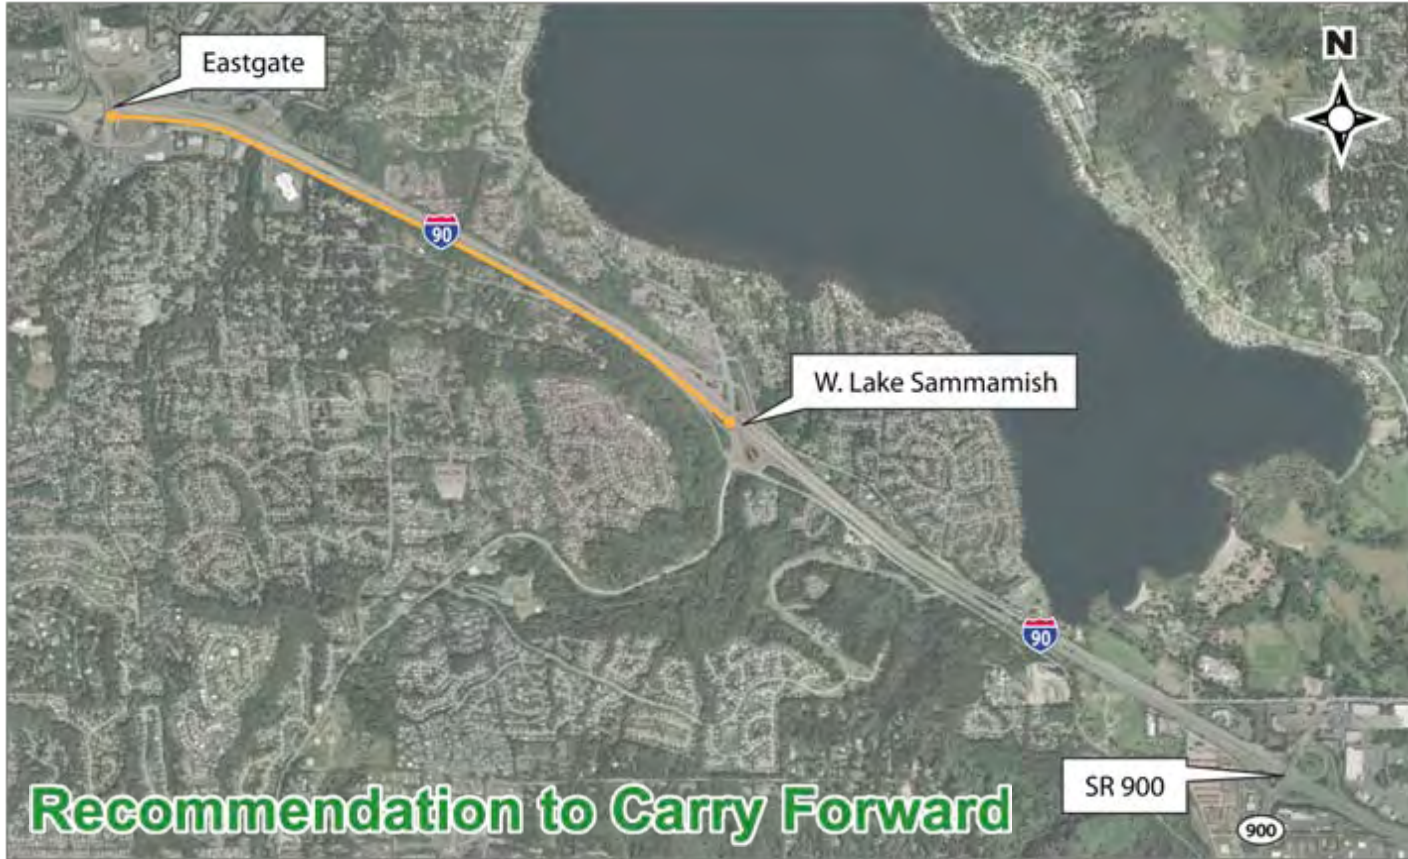 N
Eastgate
90
W. Lake Sammamish
90
SR 900
Recommendation to Carry Forward
900